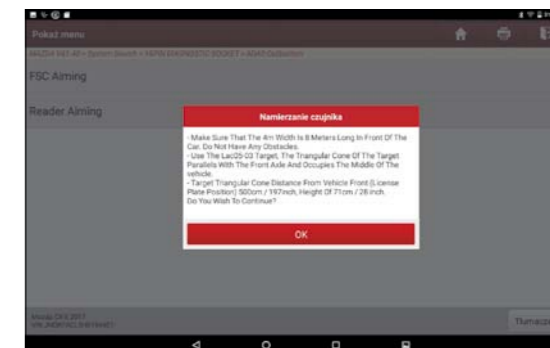 Pokaż menu
FSC Aiming
Reader Aiming
Namierzanie czujnika
- Make Sure That The 4m Width Is 8 Meters Long In Front Of The
Car. Do Not Have Any Obstacles.
- Use The Lac05-03 Target, The Triangular Cone Of The Target
Parallels With The Front Axle And Occupies The Middle Of The
vehicle.
- Target Triangular Cone Distance From Vehicle Front (License
Plate Position) 500cm / 197inch, Height Of 71cm / 28 inch.
Do You Wish To Continue?
OK